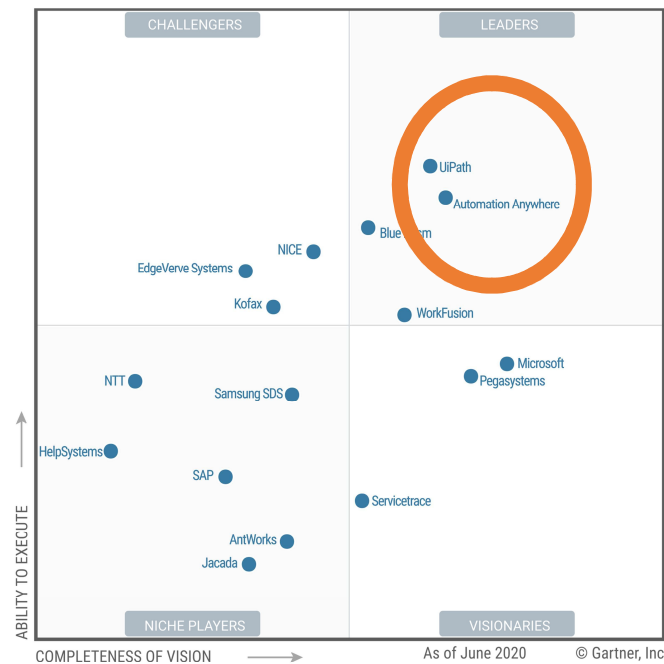 CHALLENGERS
LEADERS
UiPath
Automation Anywhere
Blue
NICE
EdgeVerve Systems
Kofax
WorkFusion
Microsoft
Pegasystems
NTT
Samsung SDS
HelpSystems
SAP
Servicetrace
AntWorks
Jacada
NICHE PLAYERS
VISIONARIES
ABILITY TO EXECUTE
COMPLETENESS OF VISION
As of June 2020
© Gartner, Inc